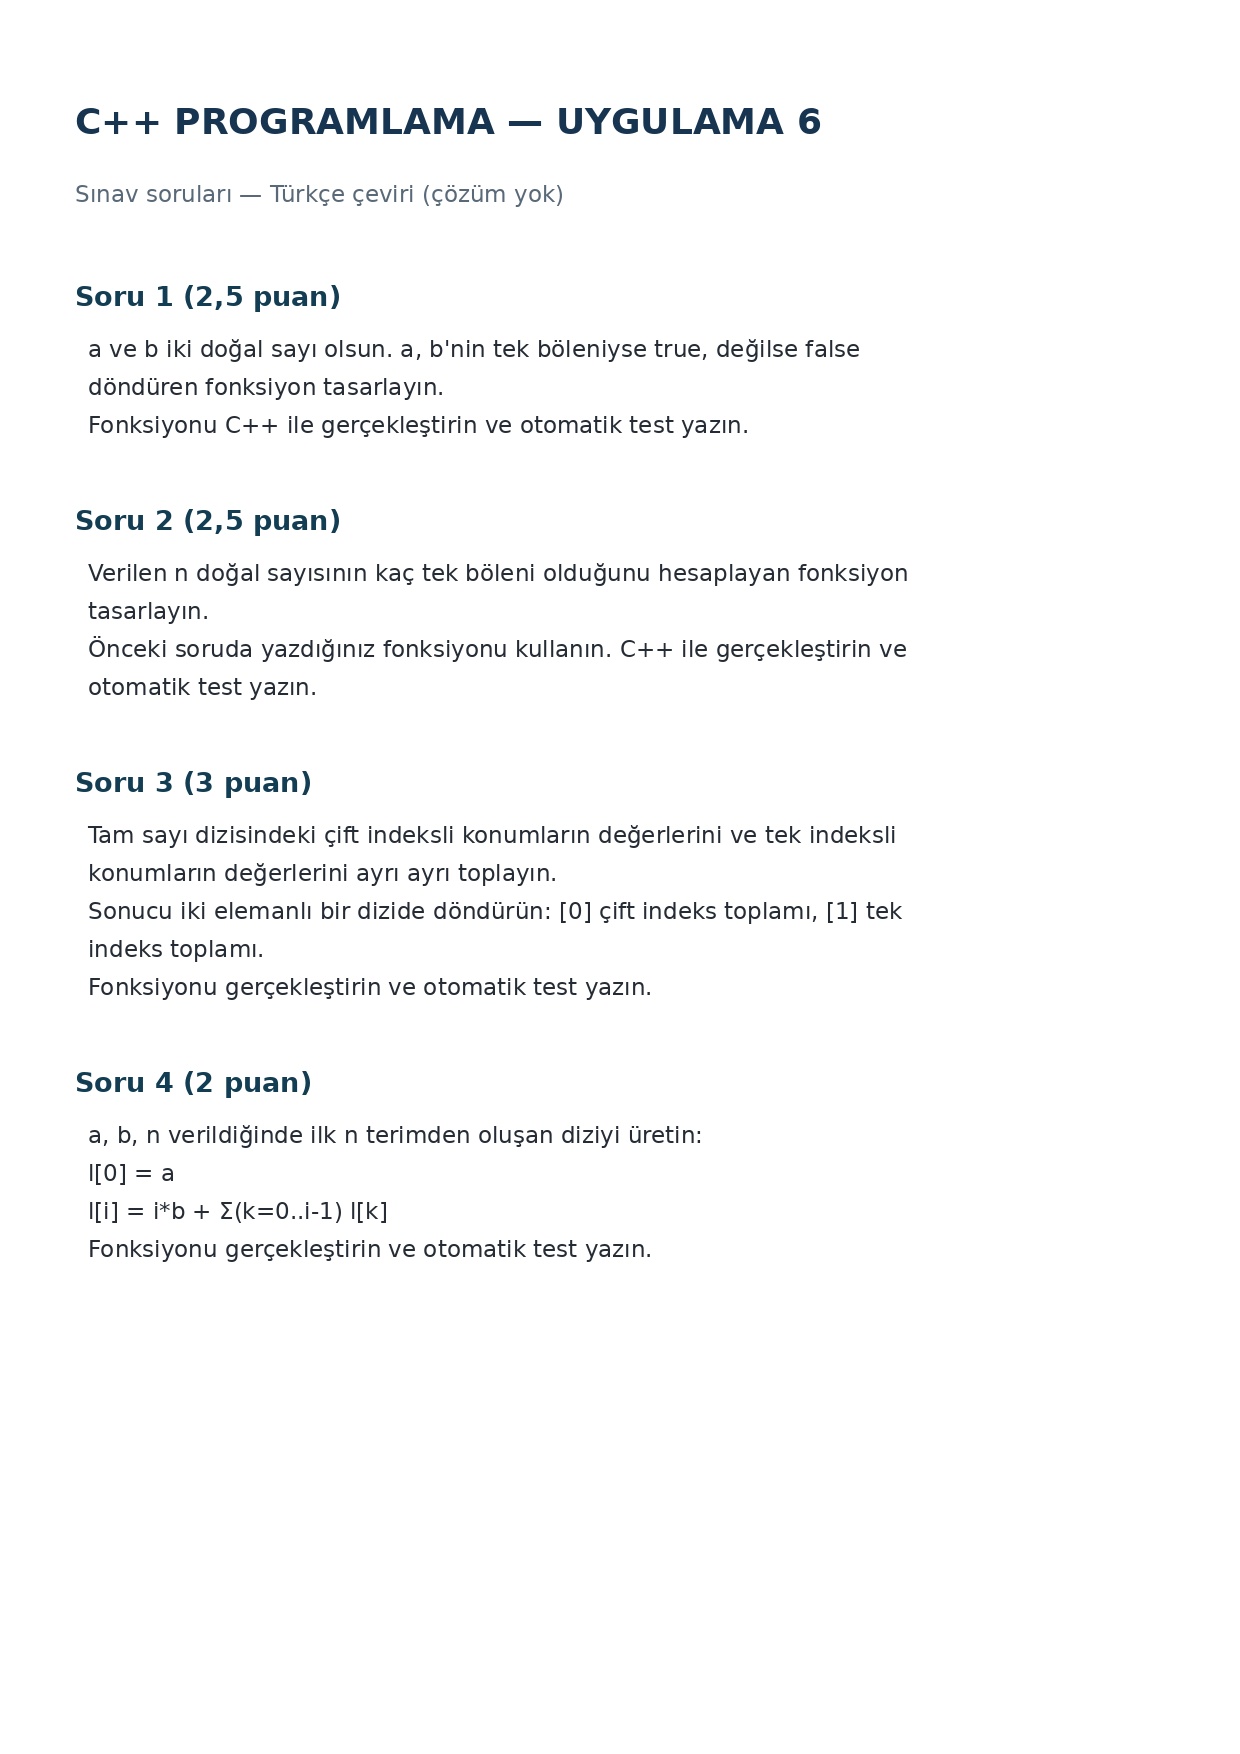 C++ PROGRAMLAMA — UYGULAMA 6
Sınav soruları — Türkçe çeviri (çözüm yok)
Soru 1 (2,5 puan)
a ve b iki doğal sayı olsun. a, b'nin tek böleniyse true, değilse false
döndüren fonksiyon tasarlayın.
Fonksiyonu C++ ile gerçekleştirin ve otomatik test yazın.
Soru 2 (2,5 puan)
Verilen n doğal sayısının kaç tek böleni olduğunu hesaplayan fonksiyon
tasarlayın.
Önceki soruda yazdığınız fonksiyonu kullanın. C++ ile gerçekleştirin ve
otomatik test yazın.
Soru 3 (3 puan)
Tam sayı dizisindeki çift indeksli konumların değerlerini ve tek indeksli
konumların değerlerini ayrı ayrı toplayın.
Sonucu iki elemanlı bir dizide döndürün: [0] çift indeks toplamı, [1] tek
indeks toplamı.
Fonksiyonu gerçekleştirin ve otomatik test yazın.
Soru 4 (2 puan)
a, b, n verildiğinde ilk n terimden oluşan diziyi üretin:
l[0] = a
l[i] = i*b + Σ(k=0..i-1) l[k]
Fonksiyonu gerçekleştirin ve otomatik test yazın.